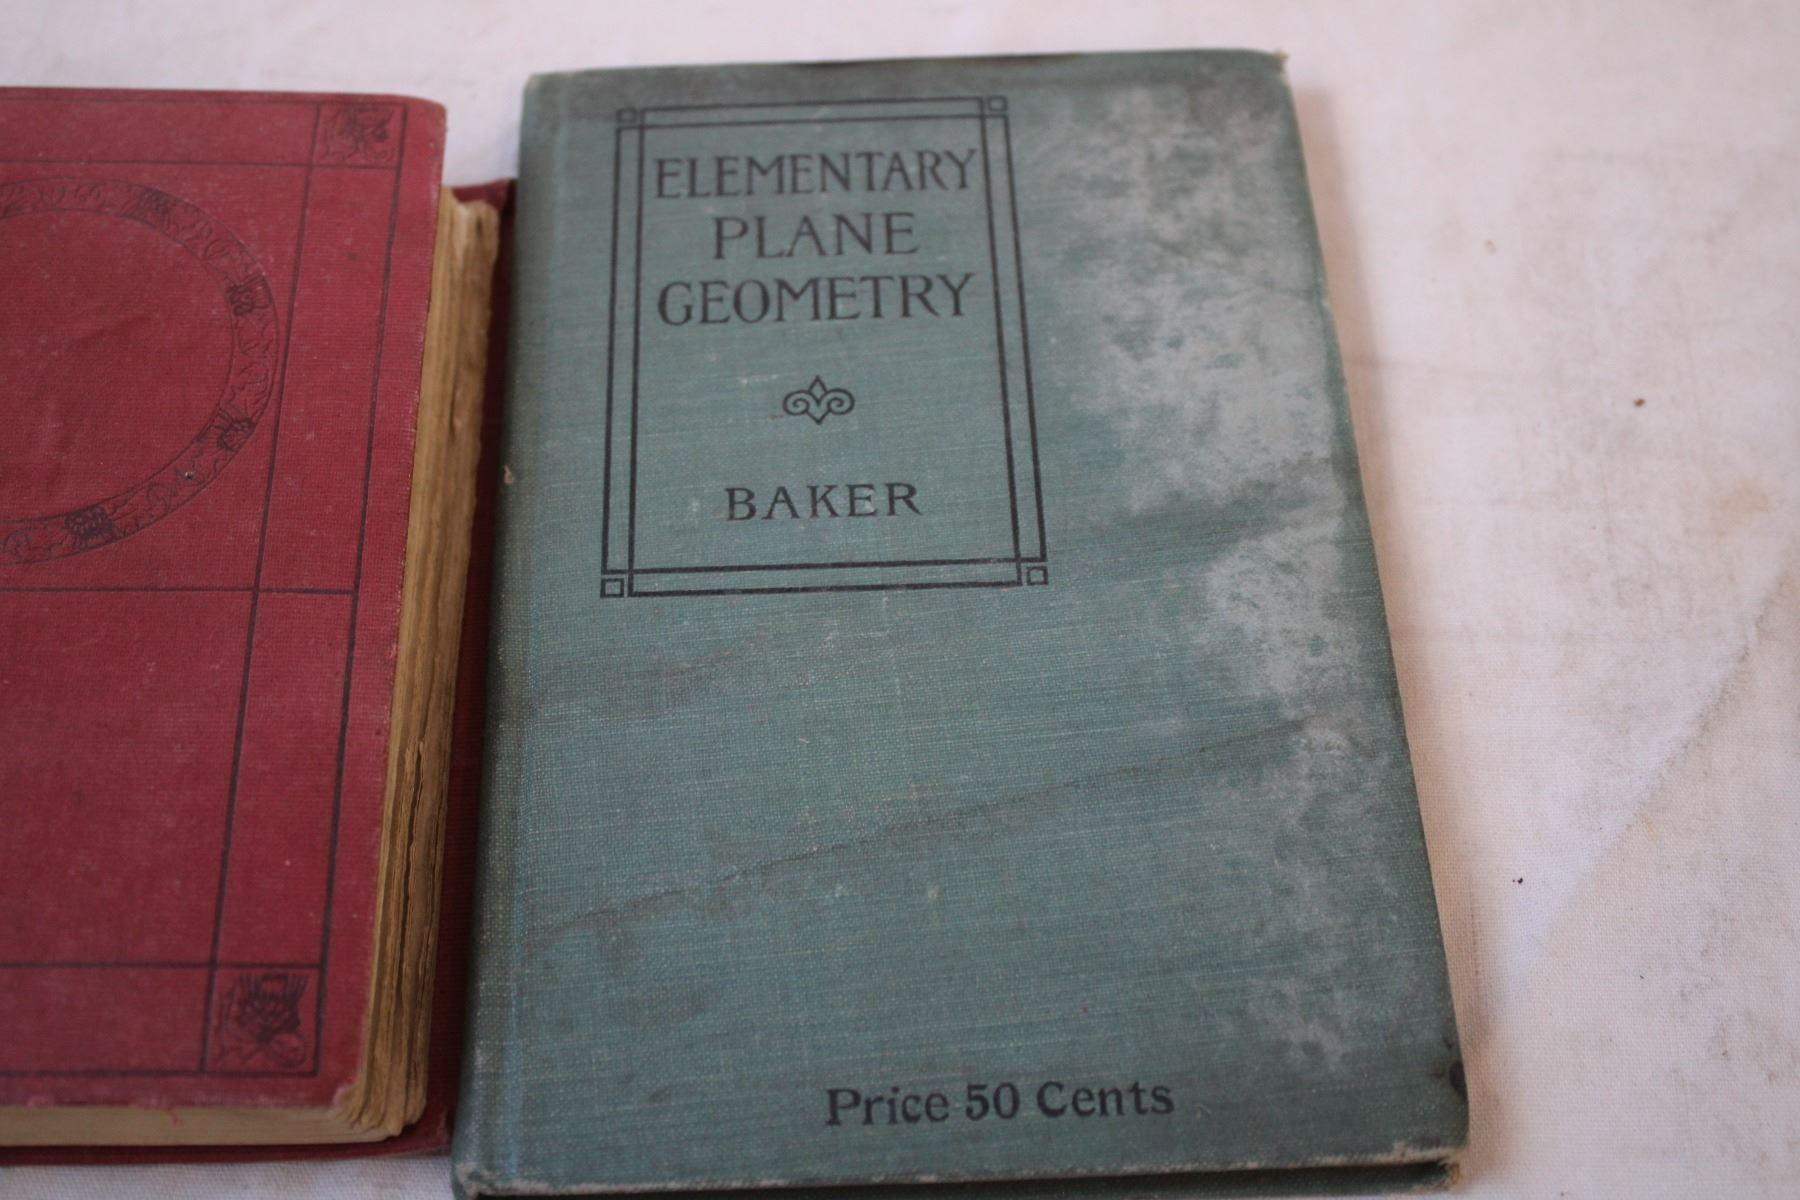 ELEMENTARY
PLANE
GEOMETRY
BAKER
Price 50 Cents